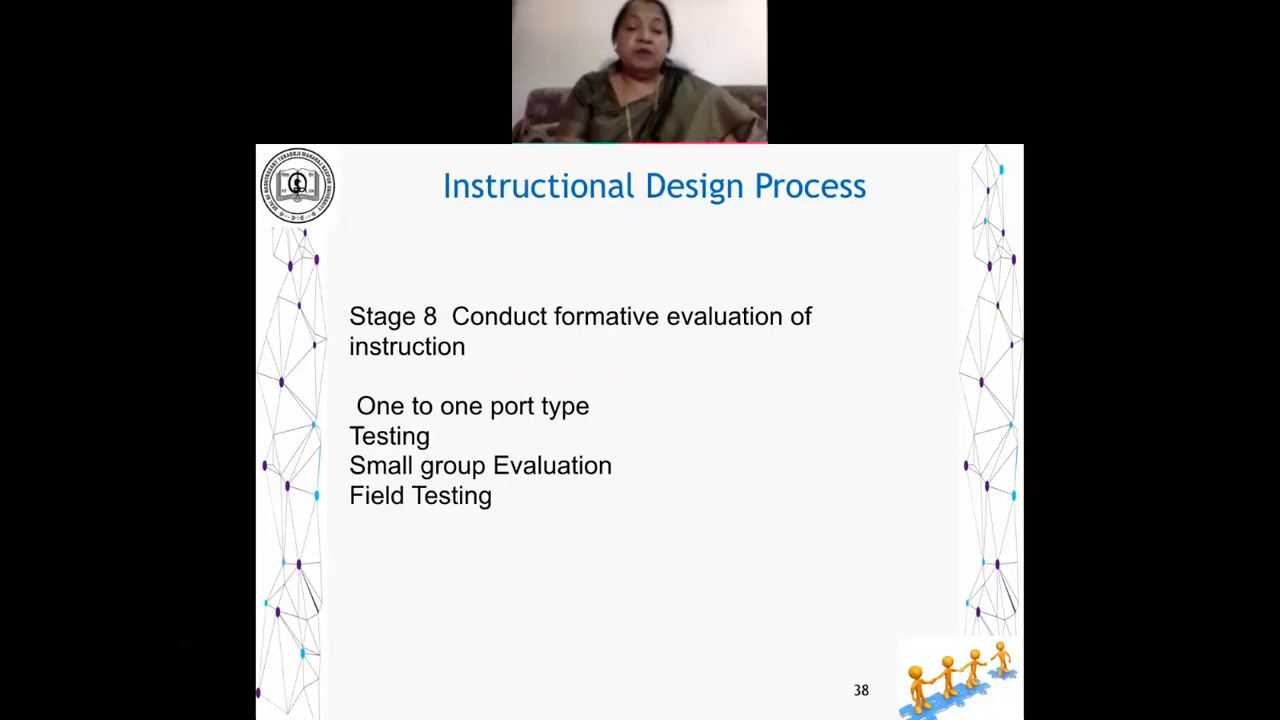 Instructional Design Process
Stage 8 Conduct formative evaluation of
instruction
One to one port type
Testing
Small group Evaluation
Field Testing
38